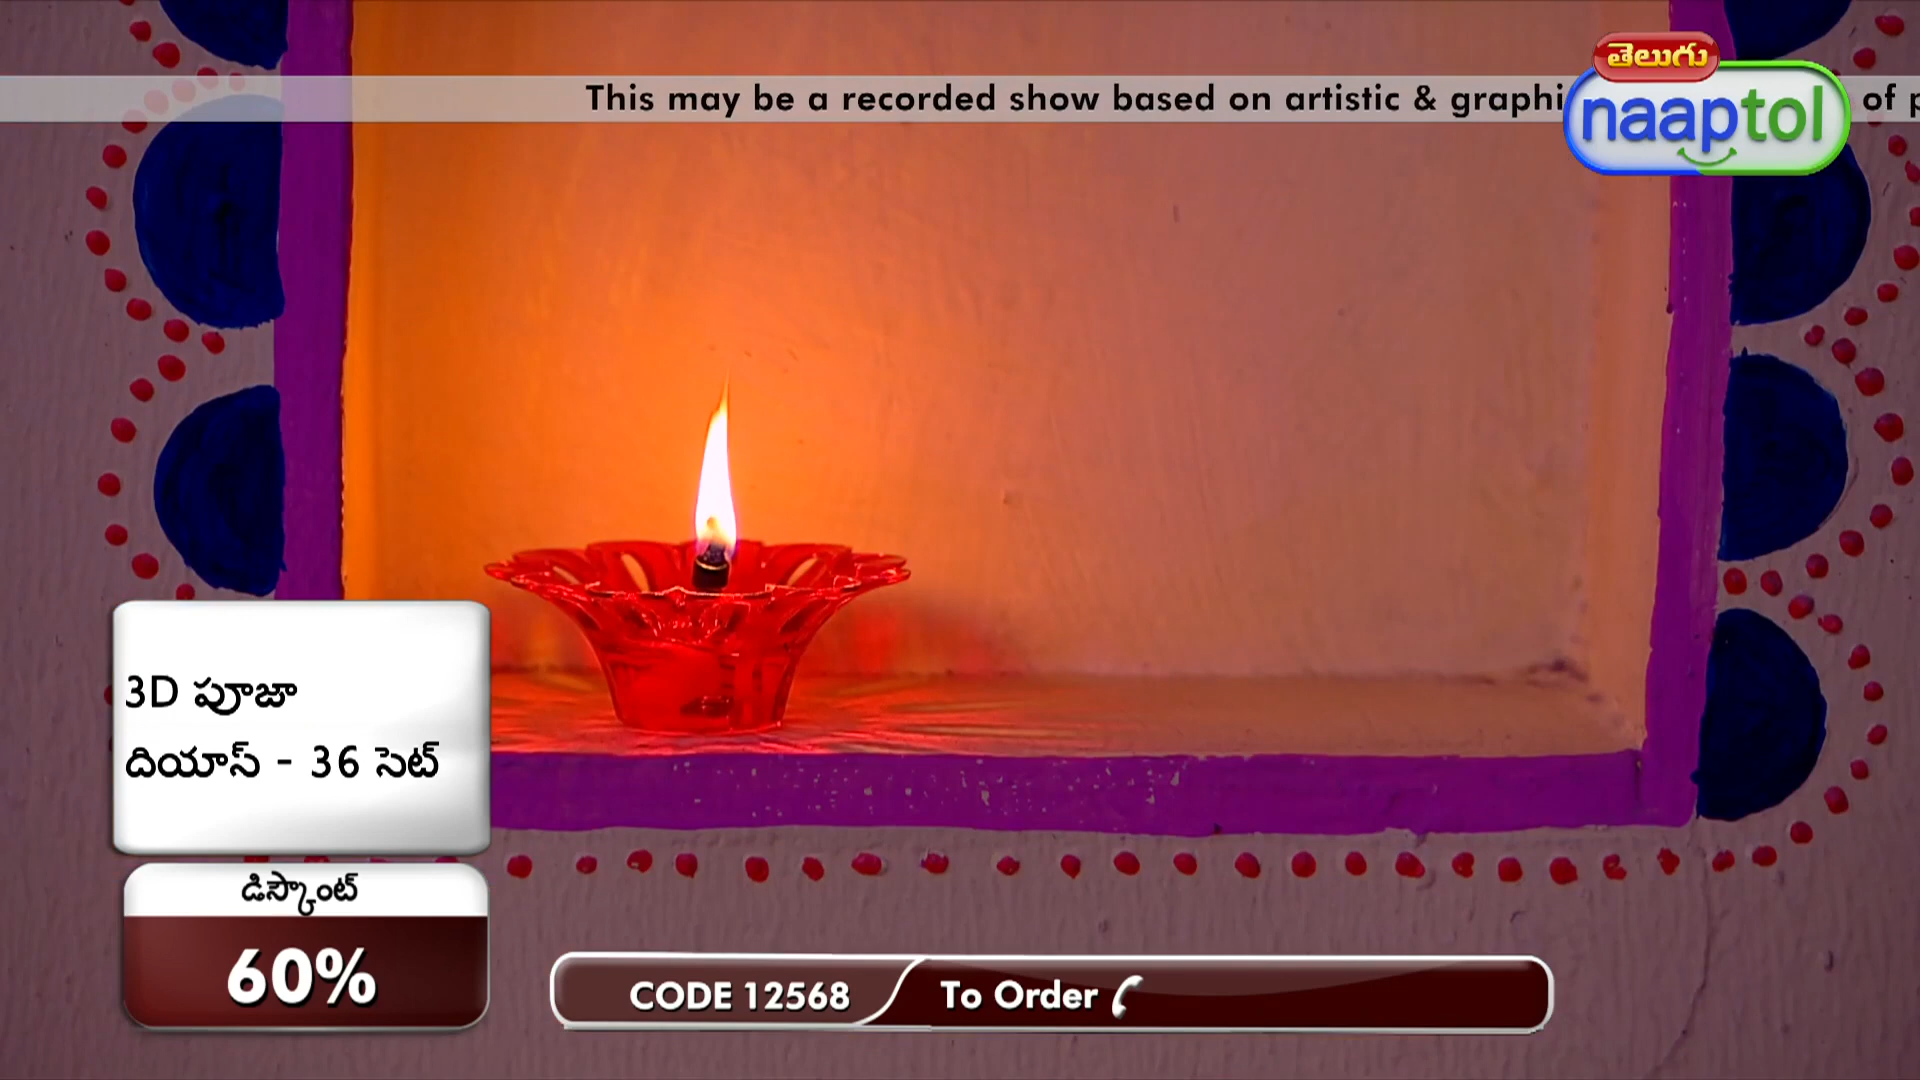 తెలుగు
This may be a recorded show based on artistic & graphi
of
naaptol
3D పూజా
దియాస్ - 36 సెట్
డిస్కౌంట్
60%
CODE 12568
To Order